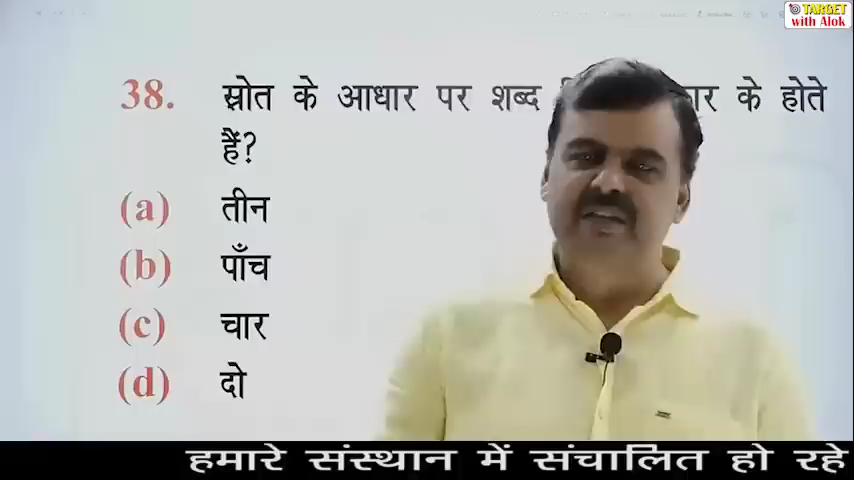 TARGET
with Alok
38. स्रोत के आधार पर शब्द के होते
हैं?
(a) तीन
(b) पाँच
(c) चार
(d) दो
हमारे संस्थान में संचालित हो रहे